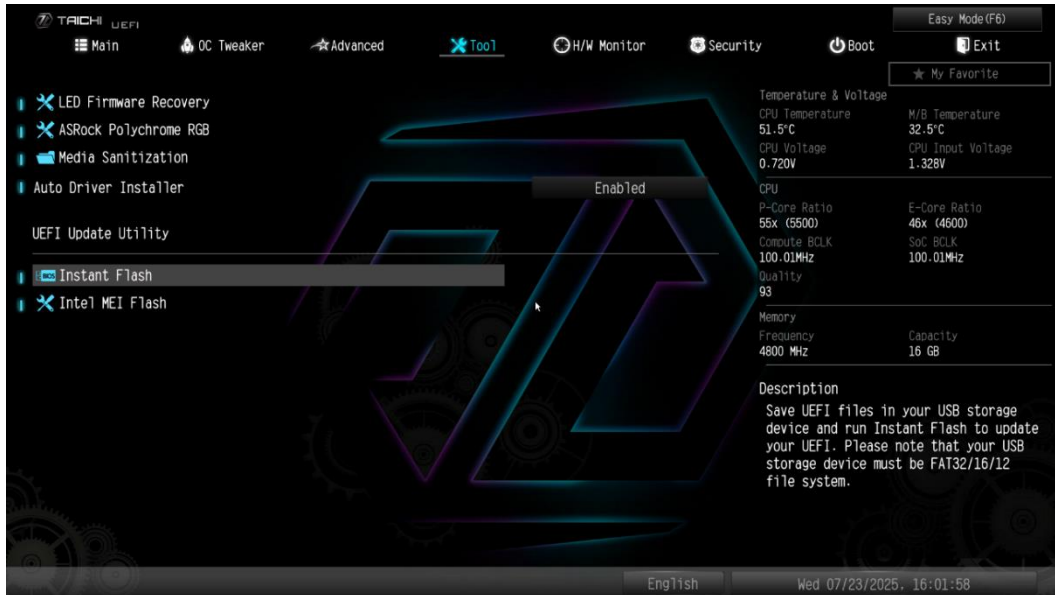 TAICHI UEFI
Easy Mode(F6)
Main
OC Tweaker
Advanced
Tool
H/W Monitor
Security
Boot
Exit
My Favorite
LED Firmware Recovery
ASRock Polychrome RGB
Media Sanitization
Auto Driver Installer
Enabled
UEFI Update Utility
BIOS Instant Flash
Intel MEI Flash
Temperature & Voltage
CPU Temperature M/B Temperature
51.5°C 32.5°C
CPU Voltage CPU Input Voltage
0.720V 1.328V
CPU
P-Core Ratio E-Core Ratio
55x (5500) 46x (4600)
Compute BCLK SoC BCLK
100.01MHz 100.01MHz
Quality
93
Memory
Frequency Capacity
4800 MHz 16 GB
Description
Save UEFI files in your USB storage
device and run Instant Flash to update
your UEFI. Please note that your USB
storage device must be FAT32/16/12
file system.
English
Wed 07/23/2025, 16:01:58